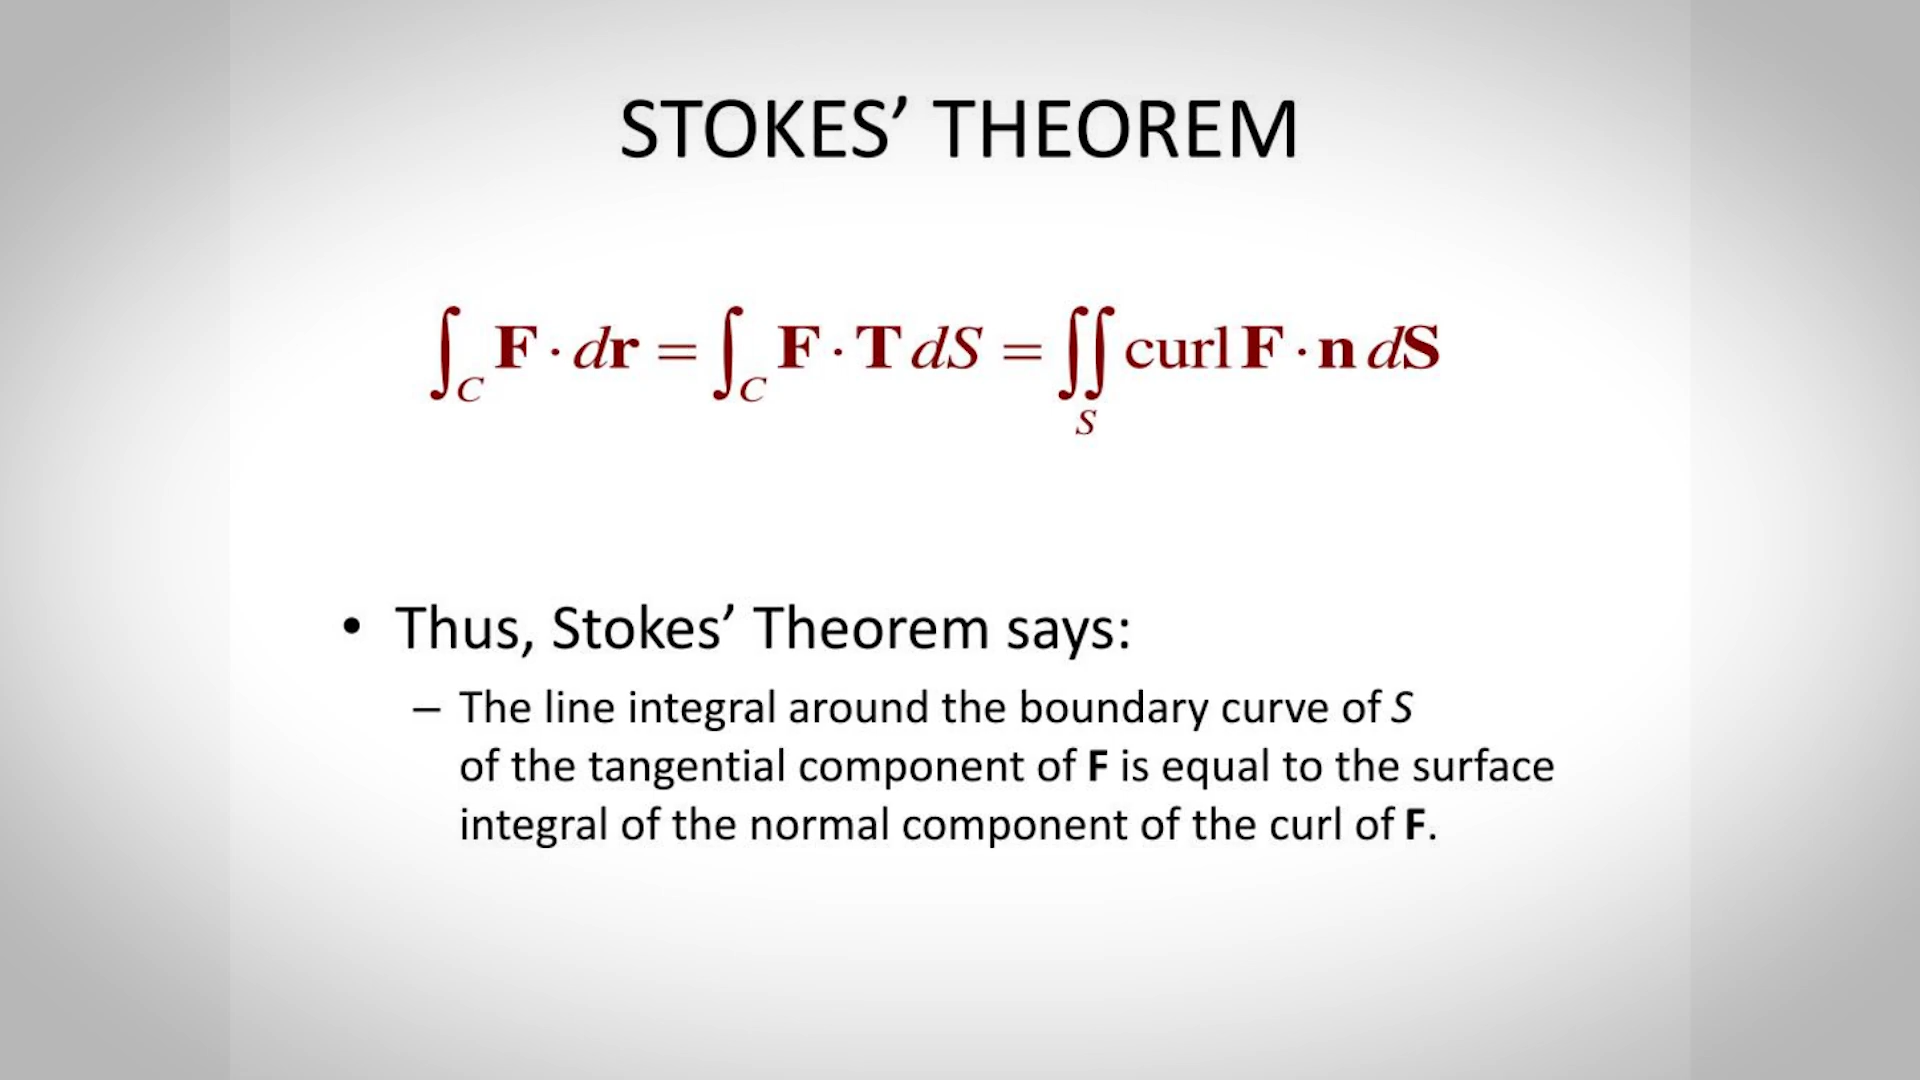 STOKES’ THEOREM
∫_C F · dr = ∫_C F · T dS = ∬_S curl F · n dS
• Thus, Stokes’ Theorem says:
– The line integral around the boundary curve of S
of the tangential component of F is equal to the surface
integral of the normal component of the curl of F.